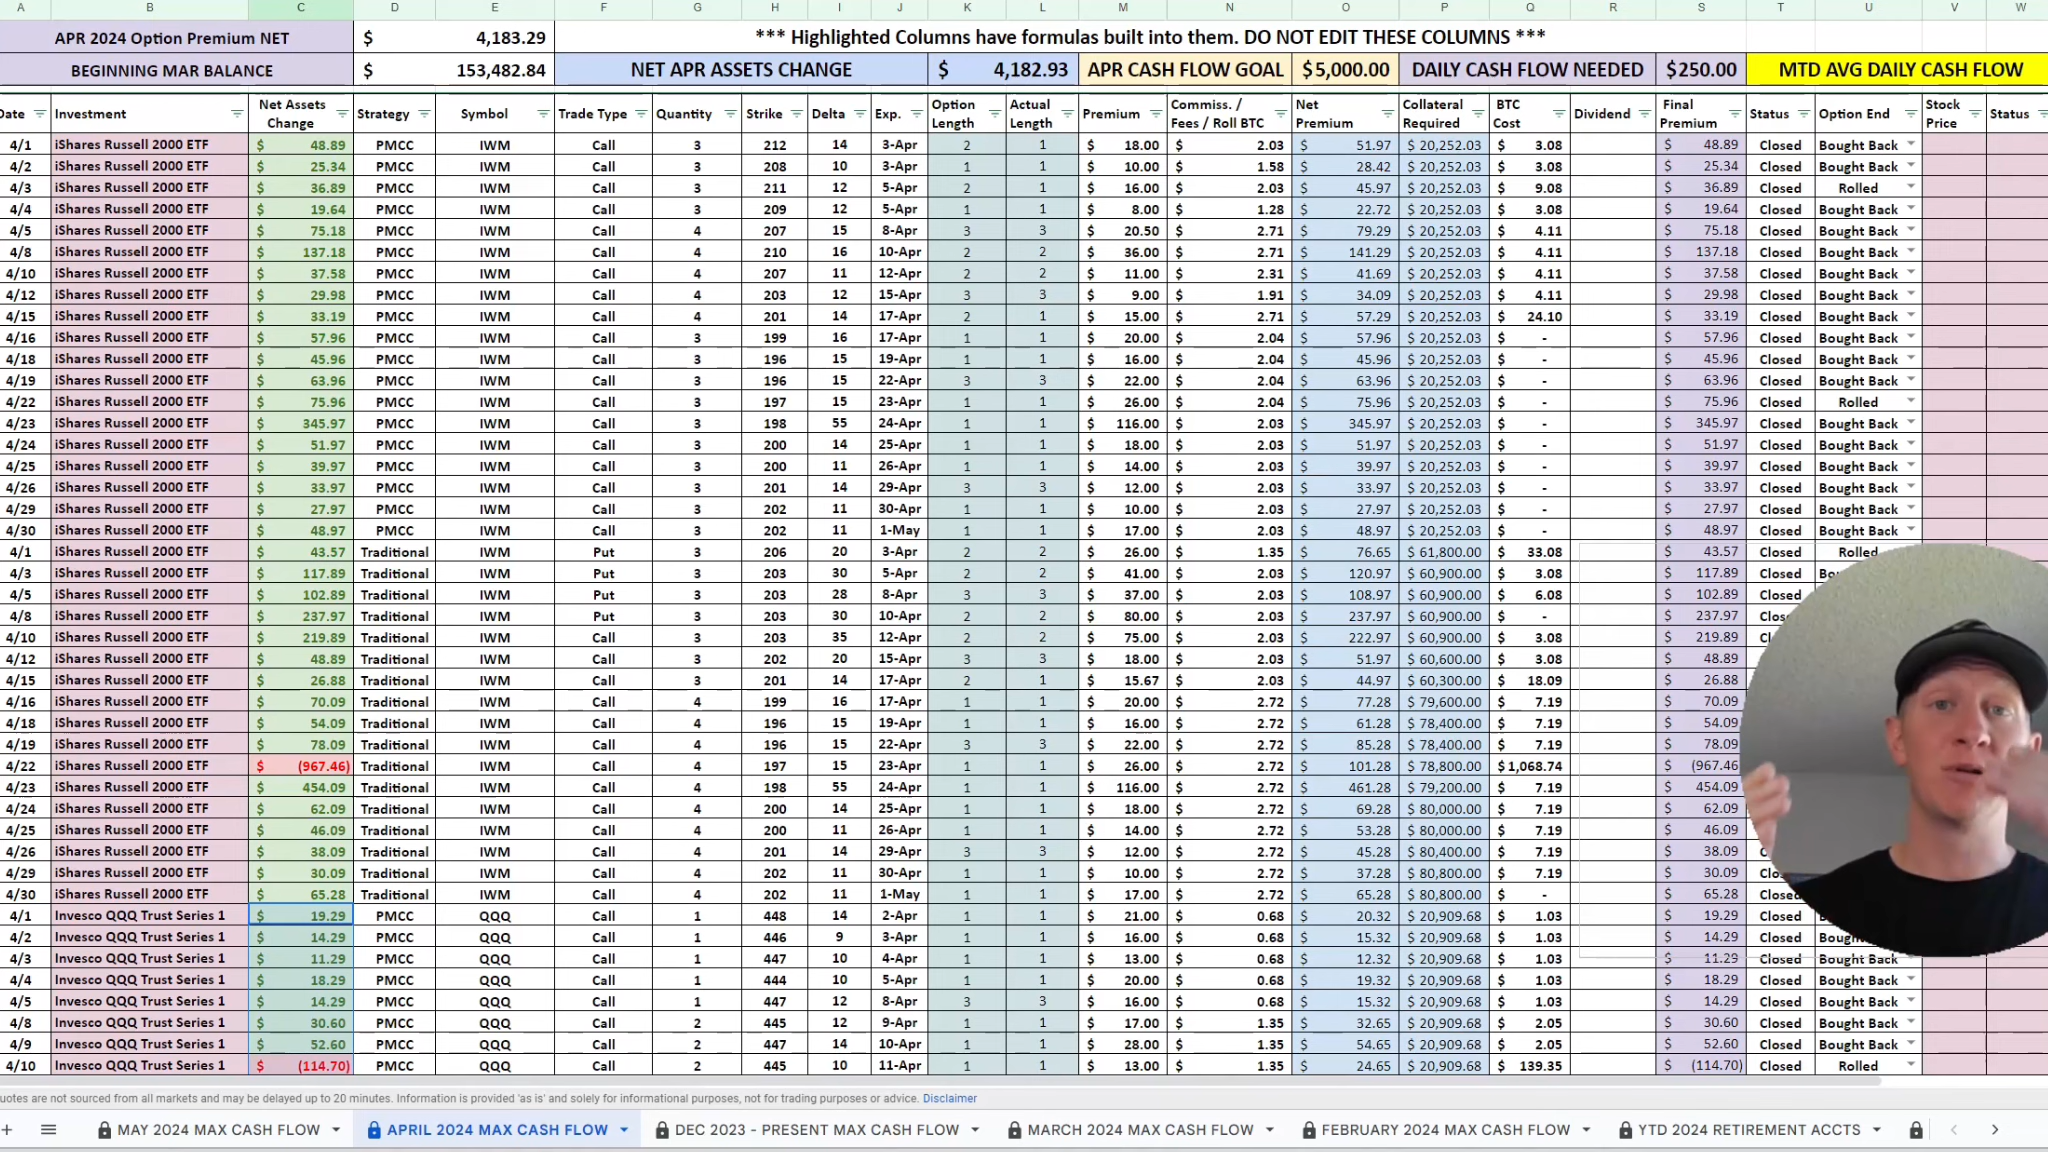 A B C D E F G H I J K L M N O P Q R S T U V W
APR 2024 Option Premium NET $ 4,183.29 *** Highlighted Columns have formulas built into them. DO NOT EDIT THESE COLUMNS ***
BEGINNING MAR BALANCE $ 153,482.84 NET APR ASSETS CHANGE $ 4,182.93 APR CASH FLOW GOAL $5,000.00 DAILY CASH FLOW NEEDED $250.00 MTD AVG DAILY CASH FLOW
Date Investment Net Assets Change Strategy Symbol Trade Type Quantity Strike Delta Exp. Option Length Actual Length Premium Commiss. / Fees / Roll BTC Net Premium Collateral Required BTC Cost Dividend Final Premium Status Option End Stock Price Status
4/1 iShares Russell 2000 ETF $ 48.89 PMCC IWM Call 3 212 14 3-Apr 2 1 $ 18.00 $ 2.03 $ 51.97 $ 20,252.03 $ 3.08 $ 48.89 Closed Bought Back
4/2 iShares Russell 2000 ETF $ 25.34 PMCC IWM Call 3 208 10 3-Apr 1 1 $ 10.00 $ 1.58 $ 28.42 $ 20,252.03 $ 3.08 $ 25.34 Closed Bought Back
4/3 iShares Russell 2000 ETF $ 36.89 PMCC IWM Call 3 211 12 5-Apr 2 1 $ 16.00 $ 2.03 $ 45.97 $ 20,252.03 $ 9.08 $ 36.89 Closed Rolled
4/4 iShares Russell 2000 ETF $ 19.64 PMCC IWM Call 3 209 12 5-Apr 1 1 $ 8.00 $ 1.28 $ 22.72 $ 20,252.03 $ 3.08 $ 19.64 Closed Bought Back
4/5 iShares Russell 2000 ETF $ 75.18 PMCC IWM Call 4 207 15 8-Apr 3 3 $ 20.50 $ 2.71 $ 79.29 $ 20,252.03 $ 4.11 $ 75.18 Closed Bought Back
4/8 iShares Russell 2000 ETF $ 137.18 PMCC IWM Call 4 210 16 10-Apr 2 2 $ 36.00 $ 2.71 $ 141.29 $ 20,252.03 $ 4.11 $ 137.18 Closed Bought Back
4/10 iShares Russell 2000 ETF $ 37.58 PMCC IWM Call 4 207 11 12-Apr 2 2 $ 11.00 $ 2.31 $ 41.69 $ 20,252.03 $ 4.11 $ 37.58 Closed Bought Back
4/12 iShares Russell 2000 ETF $ 29.98 PMCC IWM Call 4 203 12 15-Apr 3 3 $ 9.00 $ 1.91 $ 34.09 $ 20,252.03 $ 4.11 $ 29.98 Closed Bought Back
4/15 iShares Russell 2000 ETF $ 33.19 PMCC IWM Call 4 201 14 17-Apr 2 1 $ 15.00 $ 2.71 $ 57.29 $ 20,252.03 $ 24.10 $ 33.19 Closed Bought Back
4/16 iShares Russell 2000 ETF $ 57.96 PMCC IWM Call 3 199 16 17-Apr 1 1 $ 20.00 $ 2.04 $ 57.96 $ 20,252.03 $ - $ 57.96 Closed Bought Back
4/18 iShares Russell 2000 ETF $ 45.96 PMCC IWM Call 3 196 15 19-Apr 1 1 $ 16.00 $ 2.04 $ 45.96 $ 20,252.03 $ - $ 45.96 Closed Bought Back
4/19 iShares Russell 2000 ETF $ 63.96 PMCC IWM Call 3 196 15 22-Apr 3 3 $ 22.00 $ 2.04 $ 63.96 $ 20,252.03 $ - $ 63.96 Closed Bought Back
4/22 iShares Russell 2000 ETF $ 75.96 PMCC IWM Call 3 197 15 23-Apr 1 1 $ 26.00 $ 2.04 $ 75.96 $ 20,252.03 $ - $ 75.96 Closed Rolled
4/23 iShares Russell 2000 ETF $ 345.97 PMCC IWM Call 3 198 55 24-Apr 1 1 $ 116.00 $ 2.03 $ 345.97 $ 20,252.03 $ - $ 345.97 Closed Bought Back
4/24 iShares Russell 2000 ETF $ 51.97 PMCC IWM Call 3 200 14 25-Apr 1 1 $ 18.00 $ 2.03 $ 51.97 $ 20,252.03 $ - $ 51.97 Closed Bought Back
4/25 iShares Russell 2000 ETF $ 39.97 PMCC IWM Call 3 200 11 26-Apr 1 1 $ 14.00 $ 2.03 $ 39.97 $ 20,252.03 $ - $ 39.97 Closed Bought Back
4/26 iShares Russell 2000 ETF $ 33.97 PMCC IWM Call 3 201 14 29-Apr 3 3 $ 12.00 $ 2.03 $ 33.97 $ 20,252.03 $ - $ 33.97 Closed Bought Back
4/29 iShares Russell 2000 ETF $ 27.97 PMCC IWM Call 3 202 11 30-Apr 1 1 $ 10.00 $ 2.03 $ 27.97 $ 20,252.03 $ - $ 27.97 Closed Bought Back
4/30 iShares Russell 2000 ETF $ 48.97 PMCC IWM Call 3 202 11 1-May 1 1 $ 17.00 $ 2.03 $ 48.97 $ 20,252.03 $ - $ 48.97 Closed Bought Back
4/1 iShares Russell 2000 ETF $ 43.57 Traditional IWM Put 3 206 20 3-Apr 2 2 $ 26.00 $ 1.35 $ 76.65 $ 61,800.00 $ 33.08 $ 43.57 Closed Rolled
4/3 iShares Russell 2000 ETF $ 117.89 Traditional IWM Put 3 203 30 5-Apr 2 2 $ 41.00 $ 2.03 $ 120.97 $ 60,900.00 $ 3.08 $ 117.89 Closed
4/5 iShares Russell 2000 ETF $ 102.89 Traditional IWM Put 3 203 28 8-Apr 3 3 $ 37.00 $ 2.03 $ 108.97 $ 60,900.00 $ 6.08 $ 102.89
4/8 iShares Russell 2000 ETF $ 237.97 Traditional IWM Put 3 203 30 10-Apr 2 2 $ 80.00 $ 2.03 $ 237.97 $ 60,900.00 $ - $ 237.97
4/10 iShares Russell 2000 ETF $ 219.89 Traditional IWM Call 3 203 35 12-Apr 2 2 $ 75.00 $ 2.03 $ 222.97 $ 60,900.00 $ 3.08 $ 219.89
4/12 iShares Russell 2000 ETF $ 48.89 Traditional IWM Call 3 202 20 15-Apr 3 3 $ 18.00 $ 2.03 $ 51.97 $ 60,600.00 $ 3.08 $ 48.89
4/15 iShares Russell 2000 ETF $ 26.88 Traditional IWM Call 3 201 14 17-Apr 2 1 $ 15.67 $ 2.03 $ 44.97 $ 60,300.00 $ 18.09 $ 26.88
4/16 iShares Russell 2000 ETF $ 70.09 Traditional IWM Call 4 199 16 17-Apr 1 1 $ 20.00 $ 2.72 $ 77.28 $ 79,600.00 $ 7.19 $ 70.09
4/18 iShares Russell 2000 ETF $ 54.09 Traditional IWM Call 4 196 15 19-Apr 1 1 $ 16.00 $ 2.72 $ 61.28 $ 78,400.00 $ 7.19 $ 54.09
4/19 iShares Russell 2000 ETF $ 78.09 Traditional IWM Call 4 196 15 22-Apr 3 3 $ 22.00 $ 2.72 $ 85.28 $ 78,400.00 $ 7.19 $ 78.09
4/22 iShares Russell 2000 ETF $ (967.46) Traditional IWM Call 4 197 15 23-Apr 1 1 $ 26.00 $ 2.72 $ 101.28 $ 78,800.00 $ 1,068.74 $ (967.46
4/23 iShares Russell 2000 ETF $ 454.09 Traditional IWM Call 4 198 55 24-Apr 1 1 $ 116.00 $ 2.72 $ 461.28 $ 79,200.00 $ 7.19 $ 454.09
4/24 iShares Russell 2000 ETF $ 62.09 Traditional IWM Call 4 200 14 25-Apr 1 1 $ 18.00 $ 2.72 $ 69.28 $ 80,000.00 $ 7.19 $ 62.09
4/25 iShares Russell 2000 ETF $ 46.09 Traditional IWM Call 4 200 11 26-Apr 1 1 $ 14.00 $ 2.72 $ 53.28 $ 80,000.00 $ 7.19 $ 46.09
4/26 iShares Russell 2000 ETF $ 38.09 Traditional IWM Call 4 201 14 29-Apr 3 3 $ 12.00 $ 2.72 $ 45.28 $ 80,400.00 $ 7.19 $ 38.09
4/29 iShares Russell 2000 ETF $ 30.09 Traditional IWM Call 4 202 11 30-Apr 1 1 $ 10.00 $ 2.72 $ 37.28 $ 80,800.00 $ 7.19 $ 30.09
4/30 iShares Russell 2000 ETF $ 65.28 Traditional IWM Call 4 202 11 1-May 1 1 $ 17.00 $ 2.72 $ 65.28 $ 80,800.00 $ - $ 65.28 Closed
4/1 Invesco QQQ Trust Series 1 $ 19.29 PMCC QQQ Call 1 448 14 2-Apr 1 1 $ 21.00 $ 0.68 $ 20.32 $ 20,909.68 $ 1.03 $ 19.29 Closed
4/2 Invesco QQQ Trust Series 1 $ 14.29 PMCC QQQ Call 1 446 9 3-Apr 1 1 $ 16.00 $ 0.68 $ 15.32 $ 20,909.68 $ 1.03 $ 14.29 Closed
4/3 Invesco QQQ Trust Series 1 $ 11.29 PMCC QQQ Call 1 447 10 4-Apr 1 1 $ 13.00 $ 0.68 $ 12.32 $ 20,909.68 $ 1.03 $ 11.29 Closed Bought Back
4/4 Invesco QQQ Trust Series 1 $ 18.29 PMCC QQQ Call 1 444 10 5-Apr 1 1 $ 20.00 $ 0.68 $ 19.32 $ 20,909.68 $ 1.03 $ 18.29 Closed Bought Back
4/5 Invesco QQQ Trust Series 1 $ 14.29 PMCC QQQ Call 1 447 12 8-Apr 3 3 $ 16.00 $ 0.68 $ 15.32 $ 20,909.68 $ 1.03 $ 14.29 Closed Bought Back
4/8 Invesco QQQ Trust Series 1 $ 30.60 PMCC QQQ Call 2 445 12 9-Apr 1 1 $ 17.00 $ 1.35 $ 32.65 $ 20,909.68 $ 2.05 $ 30.60 Closed Bought Back
4/9 Invesco QQQ Trust Series 1 $ 52.60 PMCC QQQ Call 2 447 14 10-Apr 1 1 $ 28.00 $ 1.35 $ 54.65 $ 20,909.68 $ 2.05 $ 52.60 Closed Bought Back
4/10 Invesco QQQ Trust Series 1 $ (114.70) PMCC QQQ Call 2 445 10 11-Apr 1 1 $ 13.00 $ 1.35 $ 24.65 $ 20,909.68 $ 139.35 $ (114.70) Closed Rolled
uotes are not sourced from all markets and may be delayed up to 20 minutes. Information is provided 'as is' and solely for informational purposes, not for trading purposes or advice. Disclaimer
MAY 2024 MAX CASH FLOW APRIL 2024 MAX CASH FLOW DEC 2023 - PRESENT MAX CASH FLOW MARCH 2024 MAX CASH FLOW FEBRUARY 2024 MAX CASH FLOW YTD 2024 RETIREMENT ACCTS